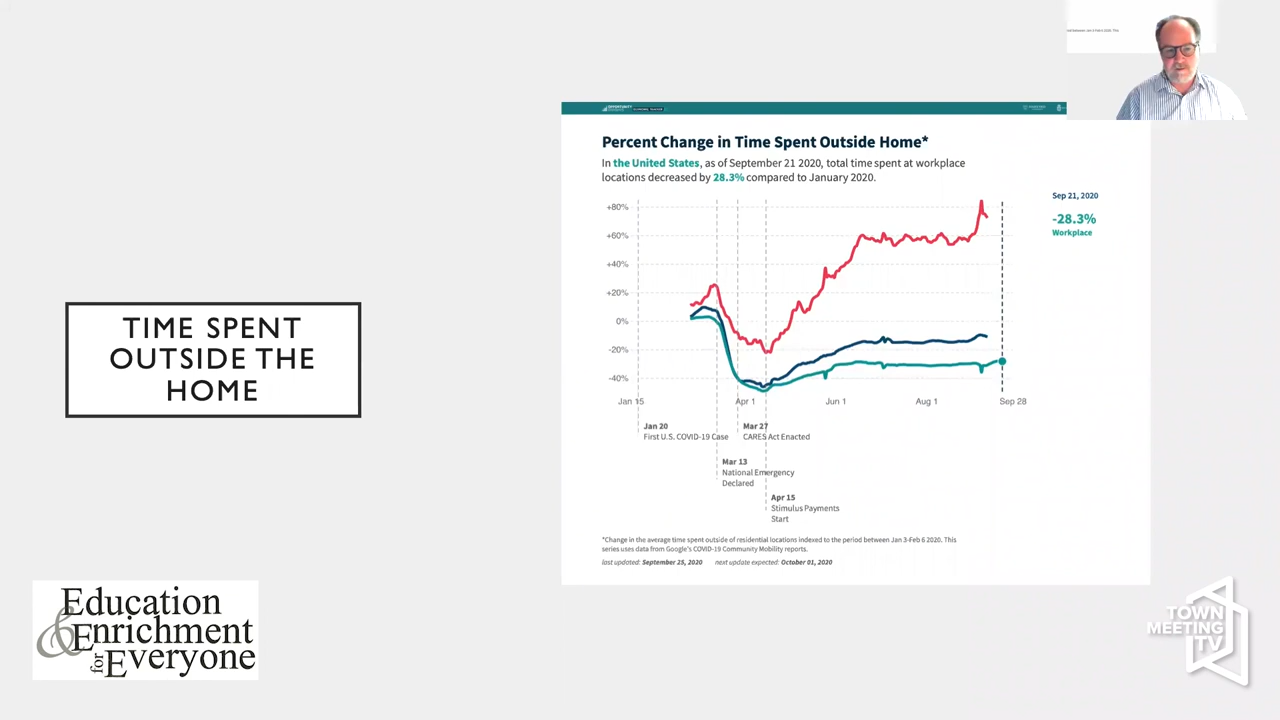 TIME SPENT
OUTSIDE THE
HOME
Education
& Enrichment
for Everyone
OPPORTUNITY
Percent Change in Time Spent Outside Home*
In the United States, as of September 21 2020, total time spent at workplace
locations decreased by 28.3% compared to January 2020.
Sep 21, 2020
-28.3%
Workplace
+80%
+60%
+40%
+20%
0%
-20%
-40%
Jan 15
Apr 1
Jun 1
Aug 1
Sep 28
Jan 20
First U.S. COVID-19 Case
Mar 27
CARES Act Enacted
Mar 13
National Emergency
Declared
Apr 15
Stimulus Payments
Start
*Change in the average time spent outside of residential locations indexed to the period between Jan 3-Feb 6 2020. This
series uses data from Google's COVID-19 Community Mobility reports.
last updated: September 25, 2020 next update expected: October 01, 2020
TOWN
MEETING
TV